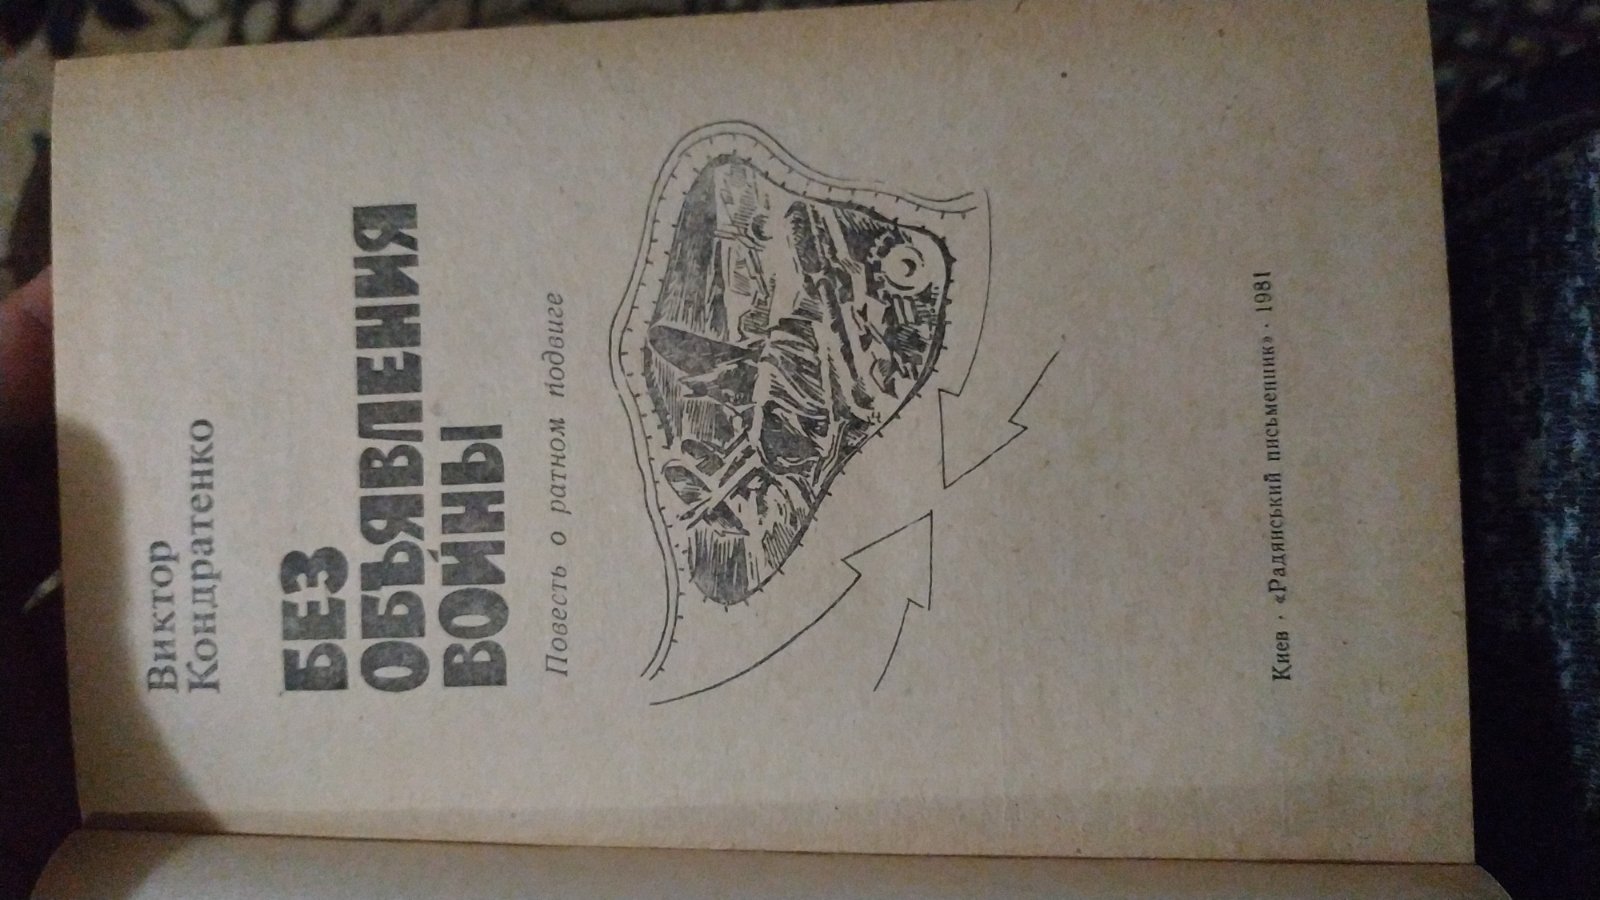 Виктор
Кондратенко
БЕЗ
ОБЪЯВЛЕНИЯ
ВОЙНЫ
Повесть о ратном подвиге
Киев · «Радянський письменник» · 1981